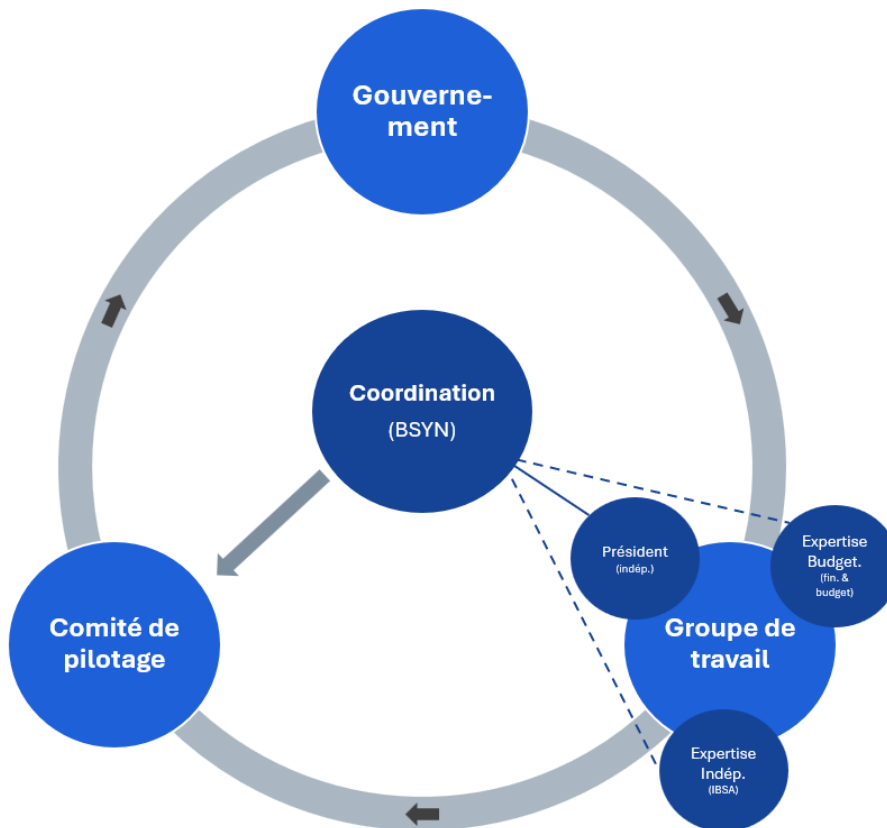 Gouverne-
ment
Coordination
(BSYN)
Président
(indép.)
Expertise
Budget.
(fin. &
budget)
Comité de
pilotage
Groupe de
travail
Expertise
Indép.
(IBSA)